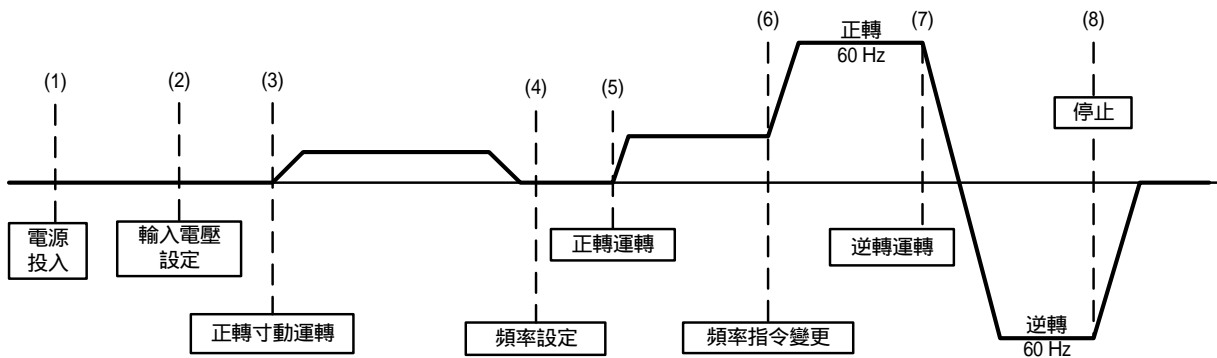 (1)
(2)
(3)
(4)
(5)
(6)
(7)
(8)
正轉
60 Hz
停止
電源
投入
輸入電壓
設定
正轉運轉
逆轉運轉
正轉寸動運轉
頻率設定
頻率指令變更
逆轉
60 Hz